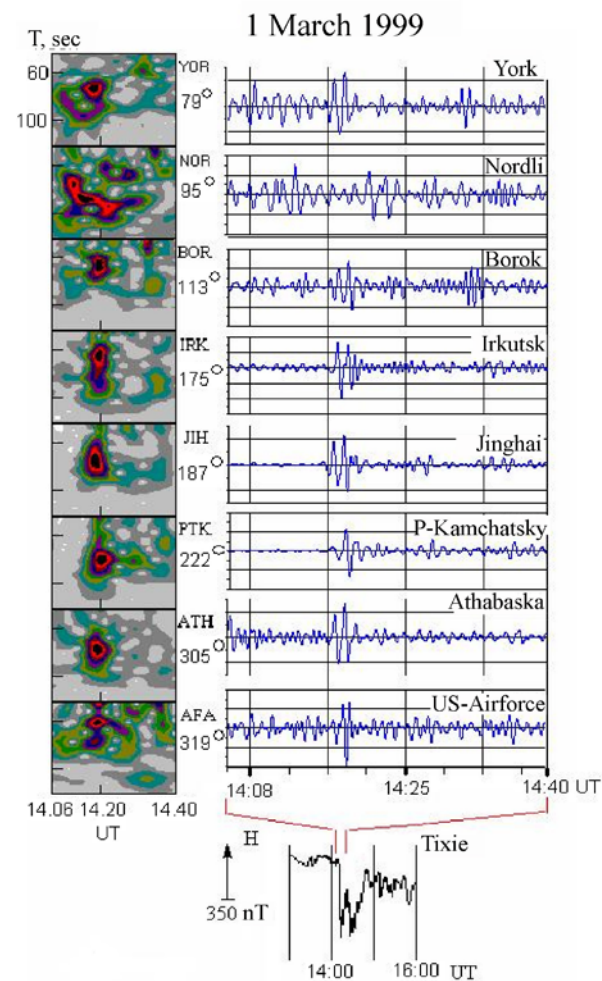 1 March 1999
T, sec
60
100
YOR
79°
York
NOR
95°
Nordli
BOR
113°
Borok
IRK
175°
Irkutsk
JIH
187°
Jinghai
PTK
222°
P-Kamchatsky
ATH
305°
Athabaska
AFA
319°
US-Airforce
14.06 14.20 14.40
UT
14:08 14:25 14:40 UT
H
Tixie
350 nT
14:00 16:00 UT